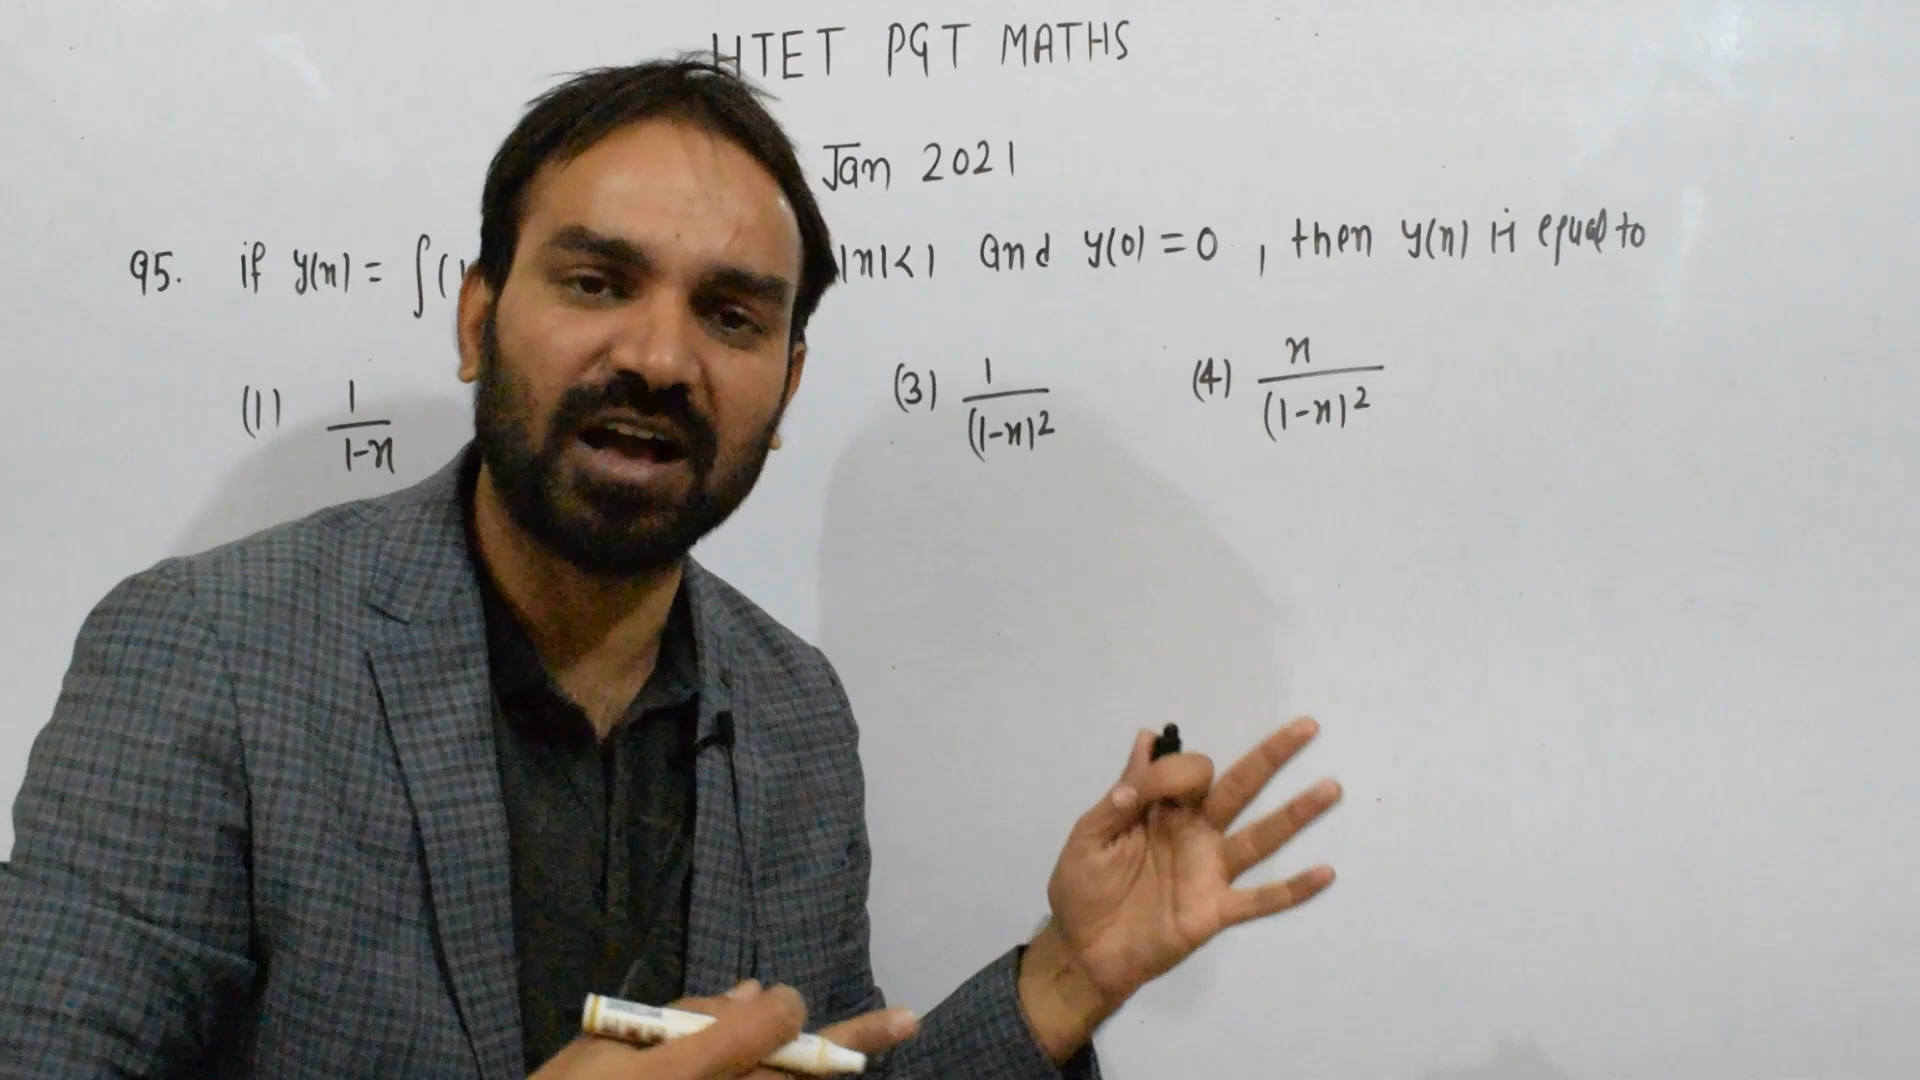 HTET PGT MATHS
Jan 2021
95. if y(x) = ∫(1 |x|<1 and y(0) = 0 , then y(x) is equal to
(1) 1/(1-x) (3) 1/(1-x)² (4) x/(1-x)²